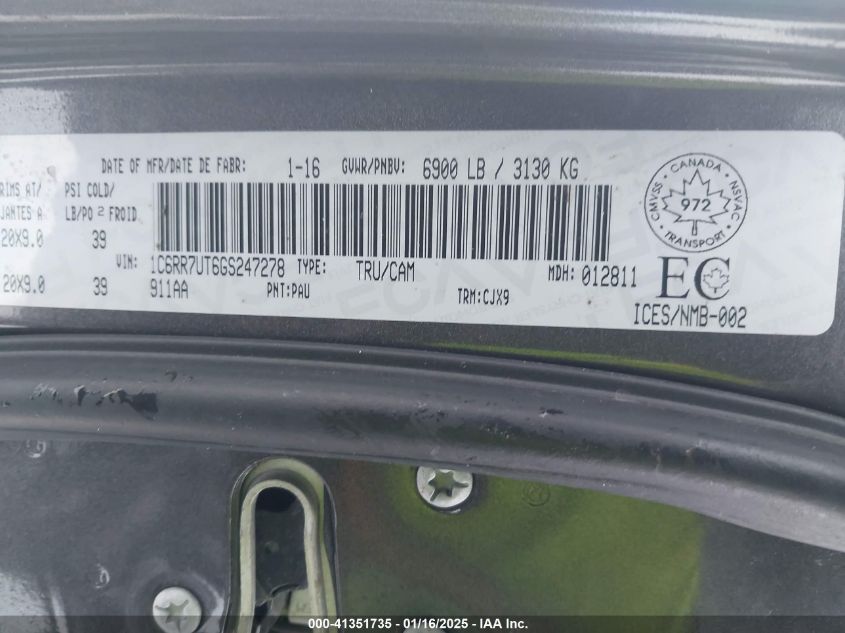 DATE OF MFR/DATE DE FABR: 1-16 GVWR/PNBV: 6900 LB / 3130 KG
RIMS AT/ PSI COLD/
JANTES A LB/PO 2 FROID
20X9.0 39
VIN: 1C6RR7UT6GS247278 TYPE: TRU/CAM MDH: 012811
20X9.0 39 911AA PNT:PAU TRM:CJX9
CANADA
CMVSS NSVAC
972
TRANSPORT
EC
ICES/NMB-002
000-41351735 - 01/16/2025 - IAA Inc.